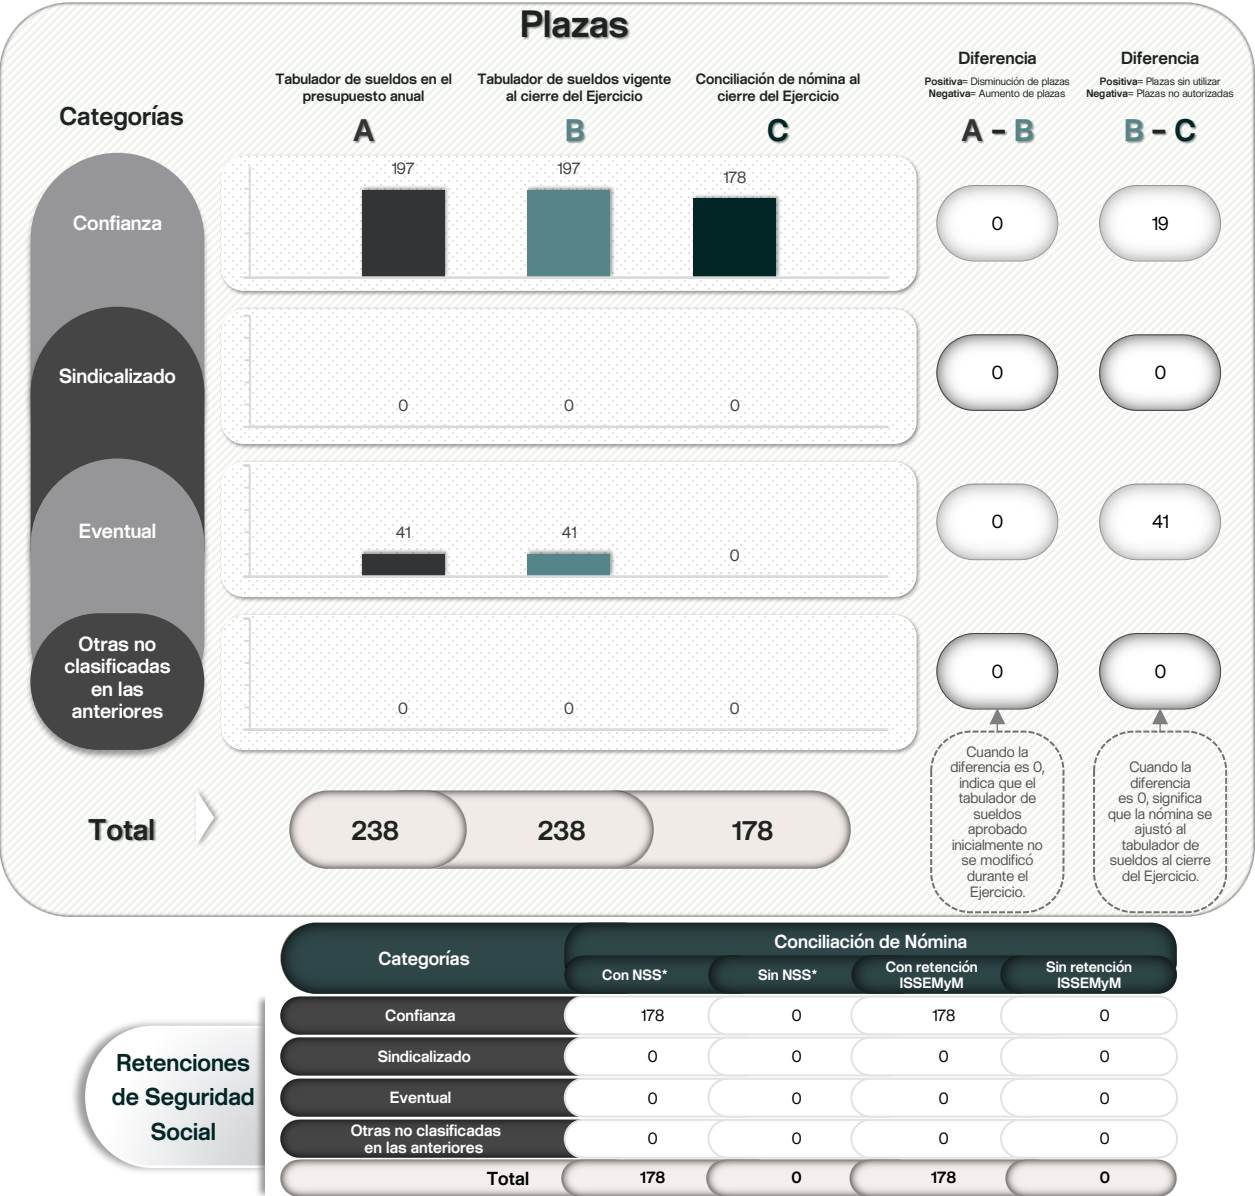 Plazas
Categorías
Tabulador de sueldos en el
presupuesto anual
A
Tabulador de sueldos vigente
al cierre del Ejercicio
B
Conciliación de nómina al
cierre del Ejercicio
C
Diferencia
Positiva= Disminución de plazas
Negativa= Aumento de plazas
A - B
Diferencia
Positiva= Plazas sin utilizar
Negativa= Plazas no autorizadas
B - C
Confianza
197
197
178
0
19
Sindicalizado
0
0
0
0
0
Eventual
41
41
0
0
41
Otras no
clasificadas
en las
anteriores
0
0
0
0
0
Cuando la
diferencia es 0,
indica que el
tabulador de
sueldos
aprobado
inicialmente no
se modificó
durante el
Ejercicio.
Cuando la
diferencia
es 0, significa
que la nómina se
ajustó al
tabulador de
sueldos al cierre
del Ejercicio.
Total
238
238
178
Retenciones
de Seguridad
Social
Categorías
Conciliación de Nómina
Con NSS*
Sin NSS*
Con retención
ISSEMyM
Sin retención
ISSEMyM
Confianza
178
0
178
0
Sindicalizado
0
0
0
0
Eventual
0
0
0
0
Otras no clasificadas
en las anteriores
0
0
0
0
Total
178
0
178
0